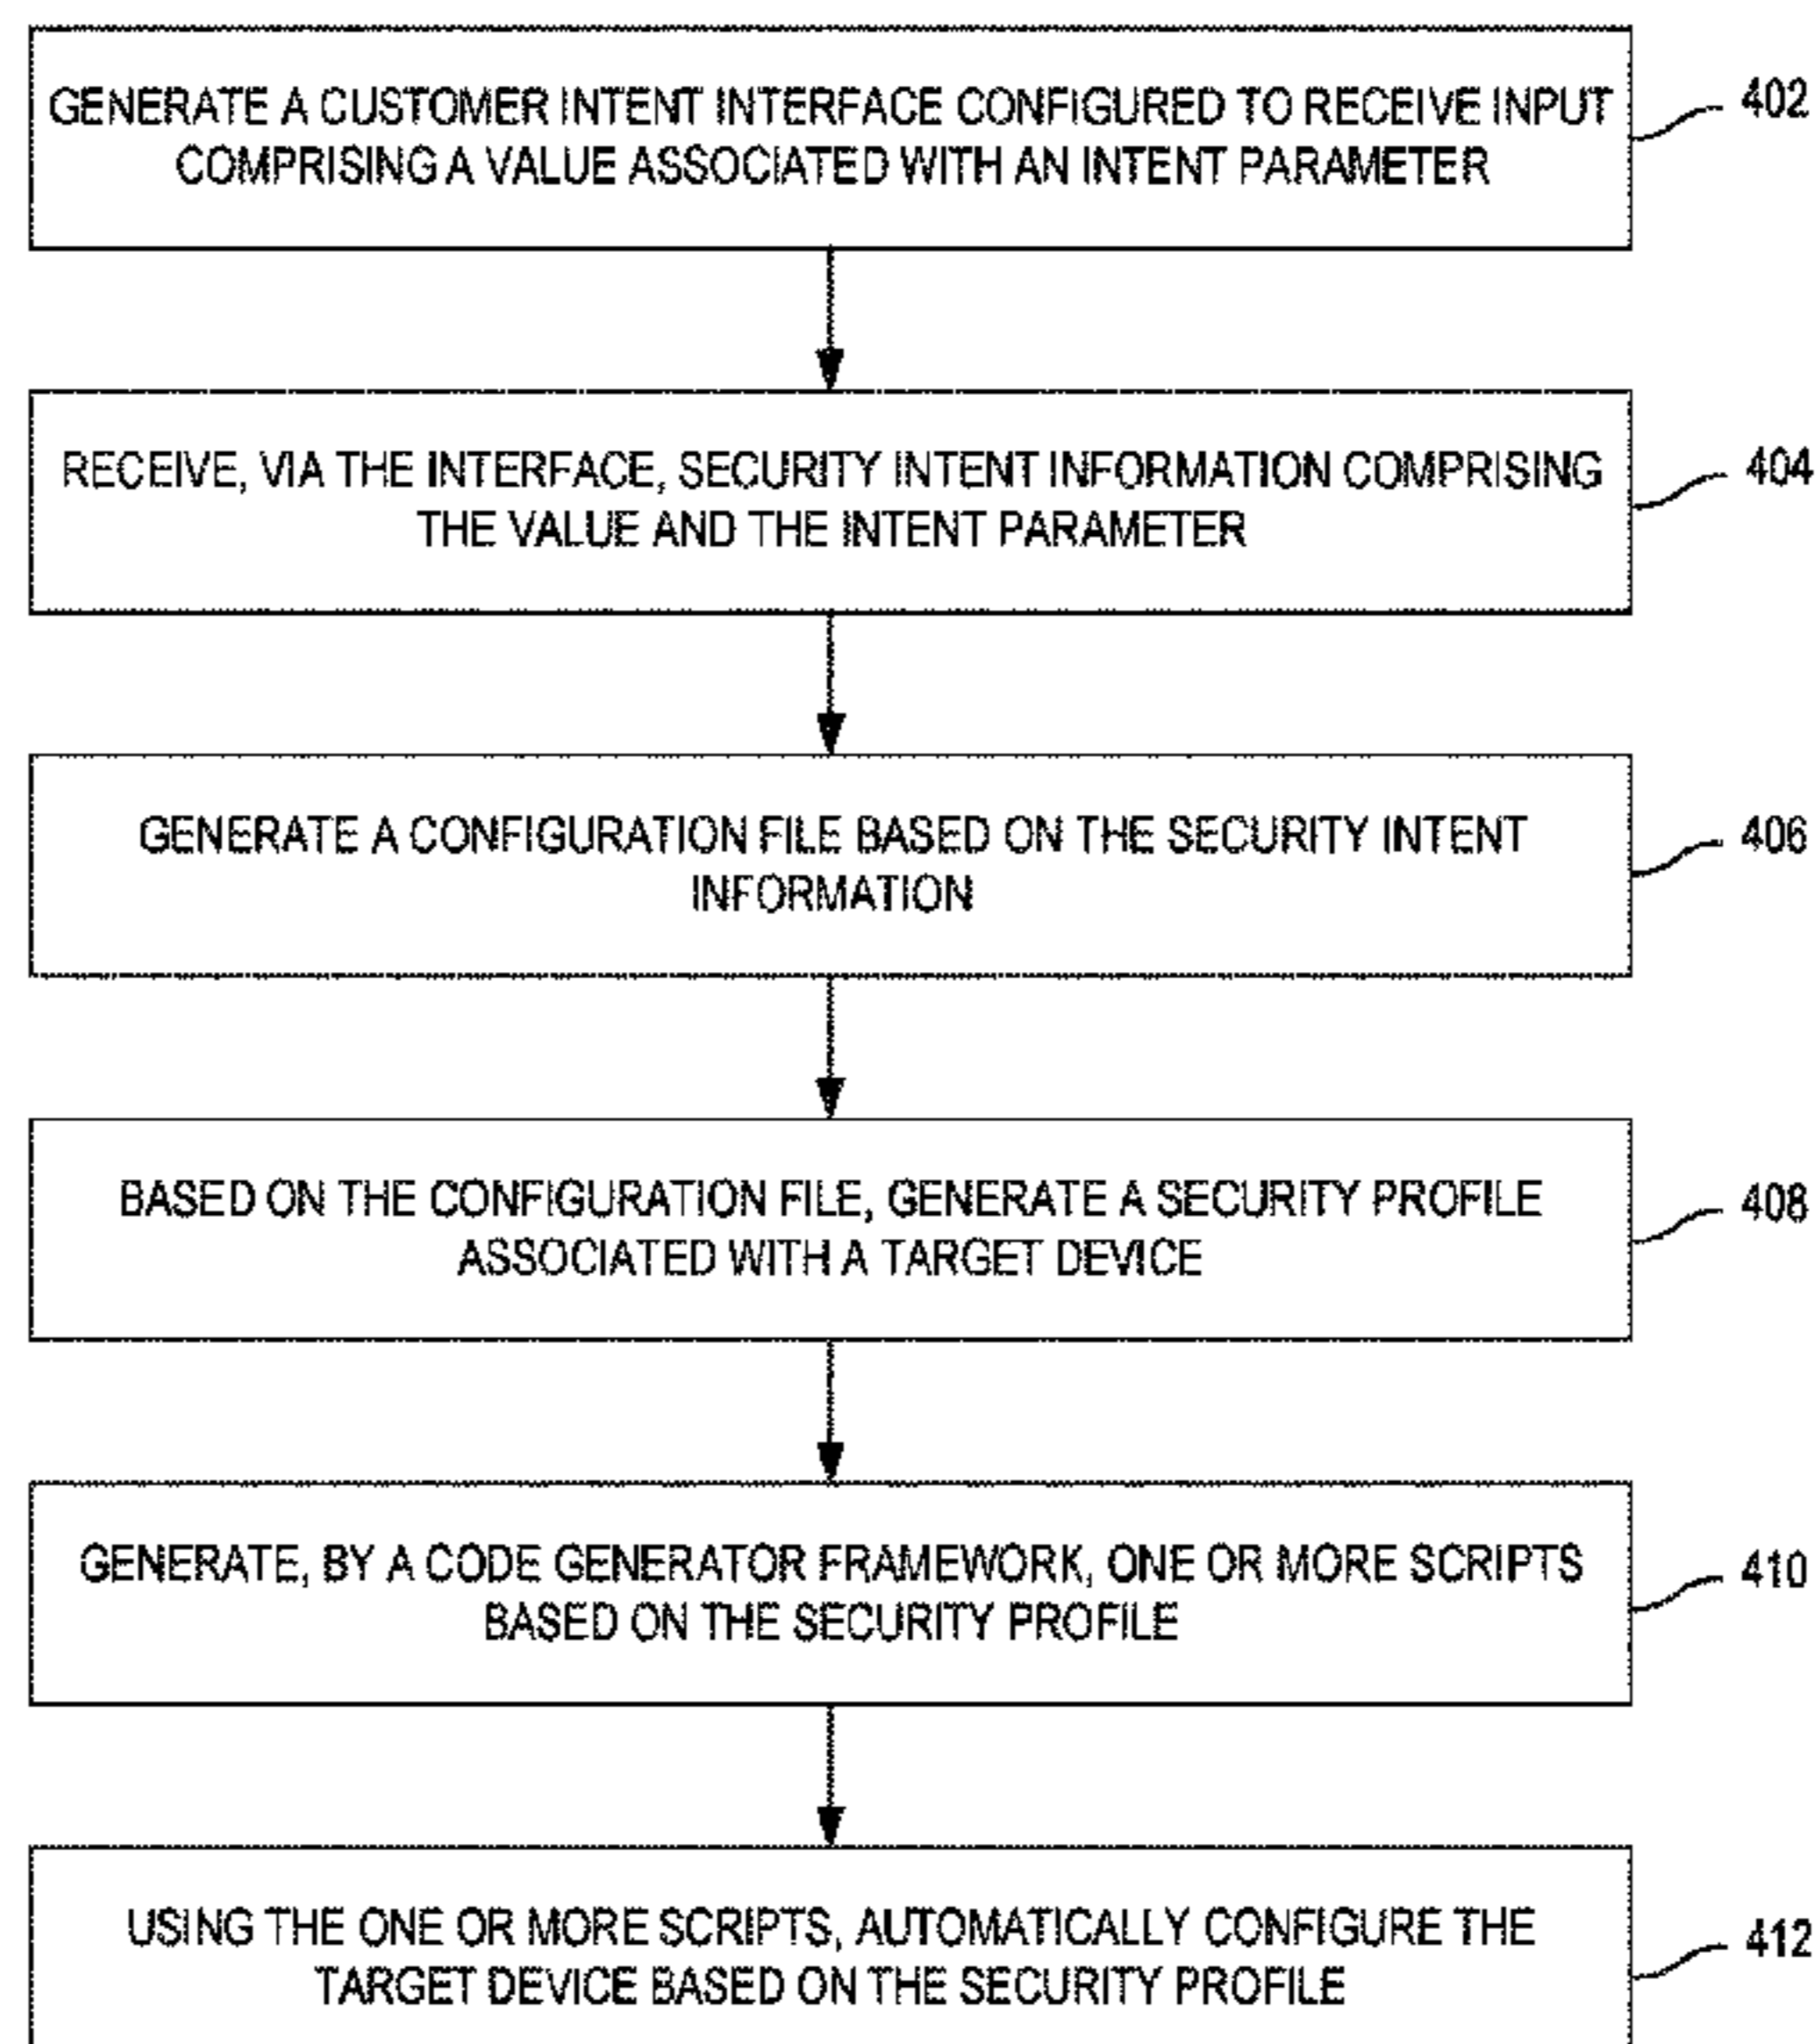 GENERATE A CUSTOMER INTENT INTERFACE CONFIGURED TO RECEIVE INPUT
COMPRISING A VALUE ASSOCIATED WITH AN INTENT PARAMETER
402
RECEIVE, VIA THE INTERFACE, SECURITY INTENT INFORMATION COMPRISING
THE VALUE AND THE INTENT PARAMETER
404
GENERATE A CONFIGURATION FILE BASED ON THE SECURITY INTENT
INFORMATION
406
BASED ON THE CONFIGURATION FILE, GENERATE A SECURITY PROFILE
ASSOCIATED WITH A TARGET DEVICE
408
GENERATE, BY A CODE GENERATOR FRAMEWORK, ONE OR MORE SCRIPTS
BASED ON THE SECURITY PROFILE
410
USING THE ONE OR MORE SCRIPTS, AUTOMATICALLY CONFIGURE THE
TARGET DEVICE BASED ON THE SECURITY PROFILE
412